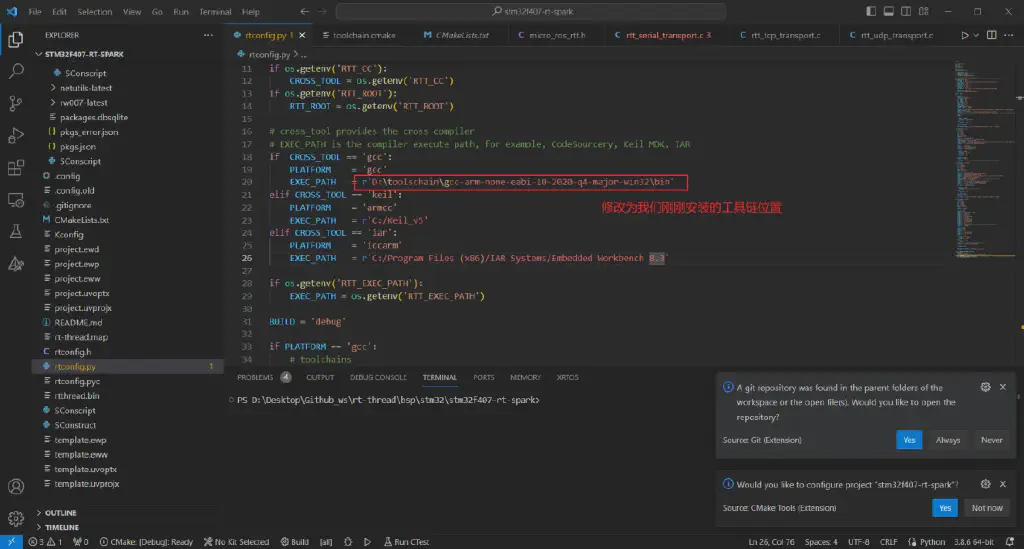 File Edit Selection View Go Run Terminal Help
stm32f407-rt-spark
EXPLORER
STM32F407-RT-SPARK
SConscript
netutils-latest
rw007-latest
packages.dbsqlite
pkgs_error.json
pkgs.json
SConscript
.config
.config.old
.gitignore
CMakeLists.txt
Kconfig
project.ewd
project.ewp
project.eww
project.uvoptx
project.uvprojx
README.md
rt-thread.map
rtconfig.h
rtconfig.py 1
rtconfig.pyc
rtthread.bin
SConscript
SConstruct
template.ewp
template.eww
template.uvoptx
template.uvprojx
OUTLINE
TIMELINE
rtconfig.py 1
toolchain.cmake
CMakeLists.txt
micro_ros_rtt.h
rtt_serial_transport.c 3
rtt_tcp_transport.c
rtt_udp_transport.c
rtconfig.py > ..
11 if os.getenv('RTT_CC'):
12 CROSS_TOOL = os.getenv('RTT_CC')
13 if os.getenv('RTT_ROOT'):
14 RTT_ROOT = os.getenv('RTT_ROOT')
15
16 # cross_tool provides the cross compiler
17 # EXEC_PATH is the compiler execute path, for example, CodeSourcery, Keil MDK, IAR
18 if CROSS_TOOL == 'gcc':
19 PLATFORM = 'gcc'
20 EXEC_PATH = r'D:\toolschain\gcc-arm-none-eabi-10-2020-q4-major-win32\bin'
21 elif CROSS_TOOL == 'keil':
22 PLATFORM = 'armcc'
23 EXEC_PATH = r'C:/Keil_v5'
24 elif CROSS_TOOL == 'iar':
25 PLATFORM = 'iccarm'
26 EXEC_PATH = r'C:/Program Files (x86)/IAR Systems/Embedded Workbench 8.3'
27
28 if os.getenv('RTT_EXEC_PATH'):
29 EXEC_PATH = os.getenv('RTT_EXEC_PATH')
30
31 BUILD = 'debug'
32
33 if PLATFORM == 'gcc':
34 # toolchains
修改为我们刚刚安装的工具链位置
PROBLEMS 4 OUTPUT DEBUG CONSOLE TERMINAL PORTS MEMORY XRTOS
PS D:\Desktop\Github_ws\rt-thread\bsp\stm32\stm32f407-rt-spark>
A git repository was found in the parent folders of the
workspace or the open file(s). Would you like to open the
repository?
Source: Git (Extension)
Yes Always Never
Would you like to configure project "stm32f407-rt-spark"?
Source: CMake Tools (Extension)
Yes Not now
3 1 0 CMake: [Debug]: Ready No Kit Selected Build [all] Run CTest
Ln 26, Col 76 Spaces: 4 UTF-8 CRLF Python 3.8.6 64-bit